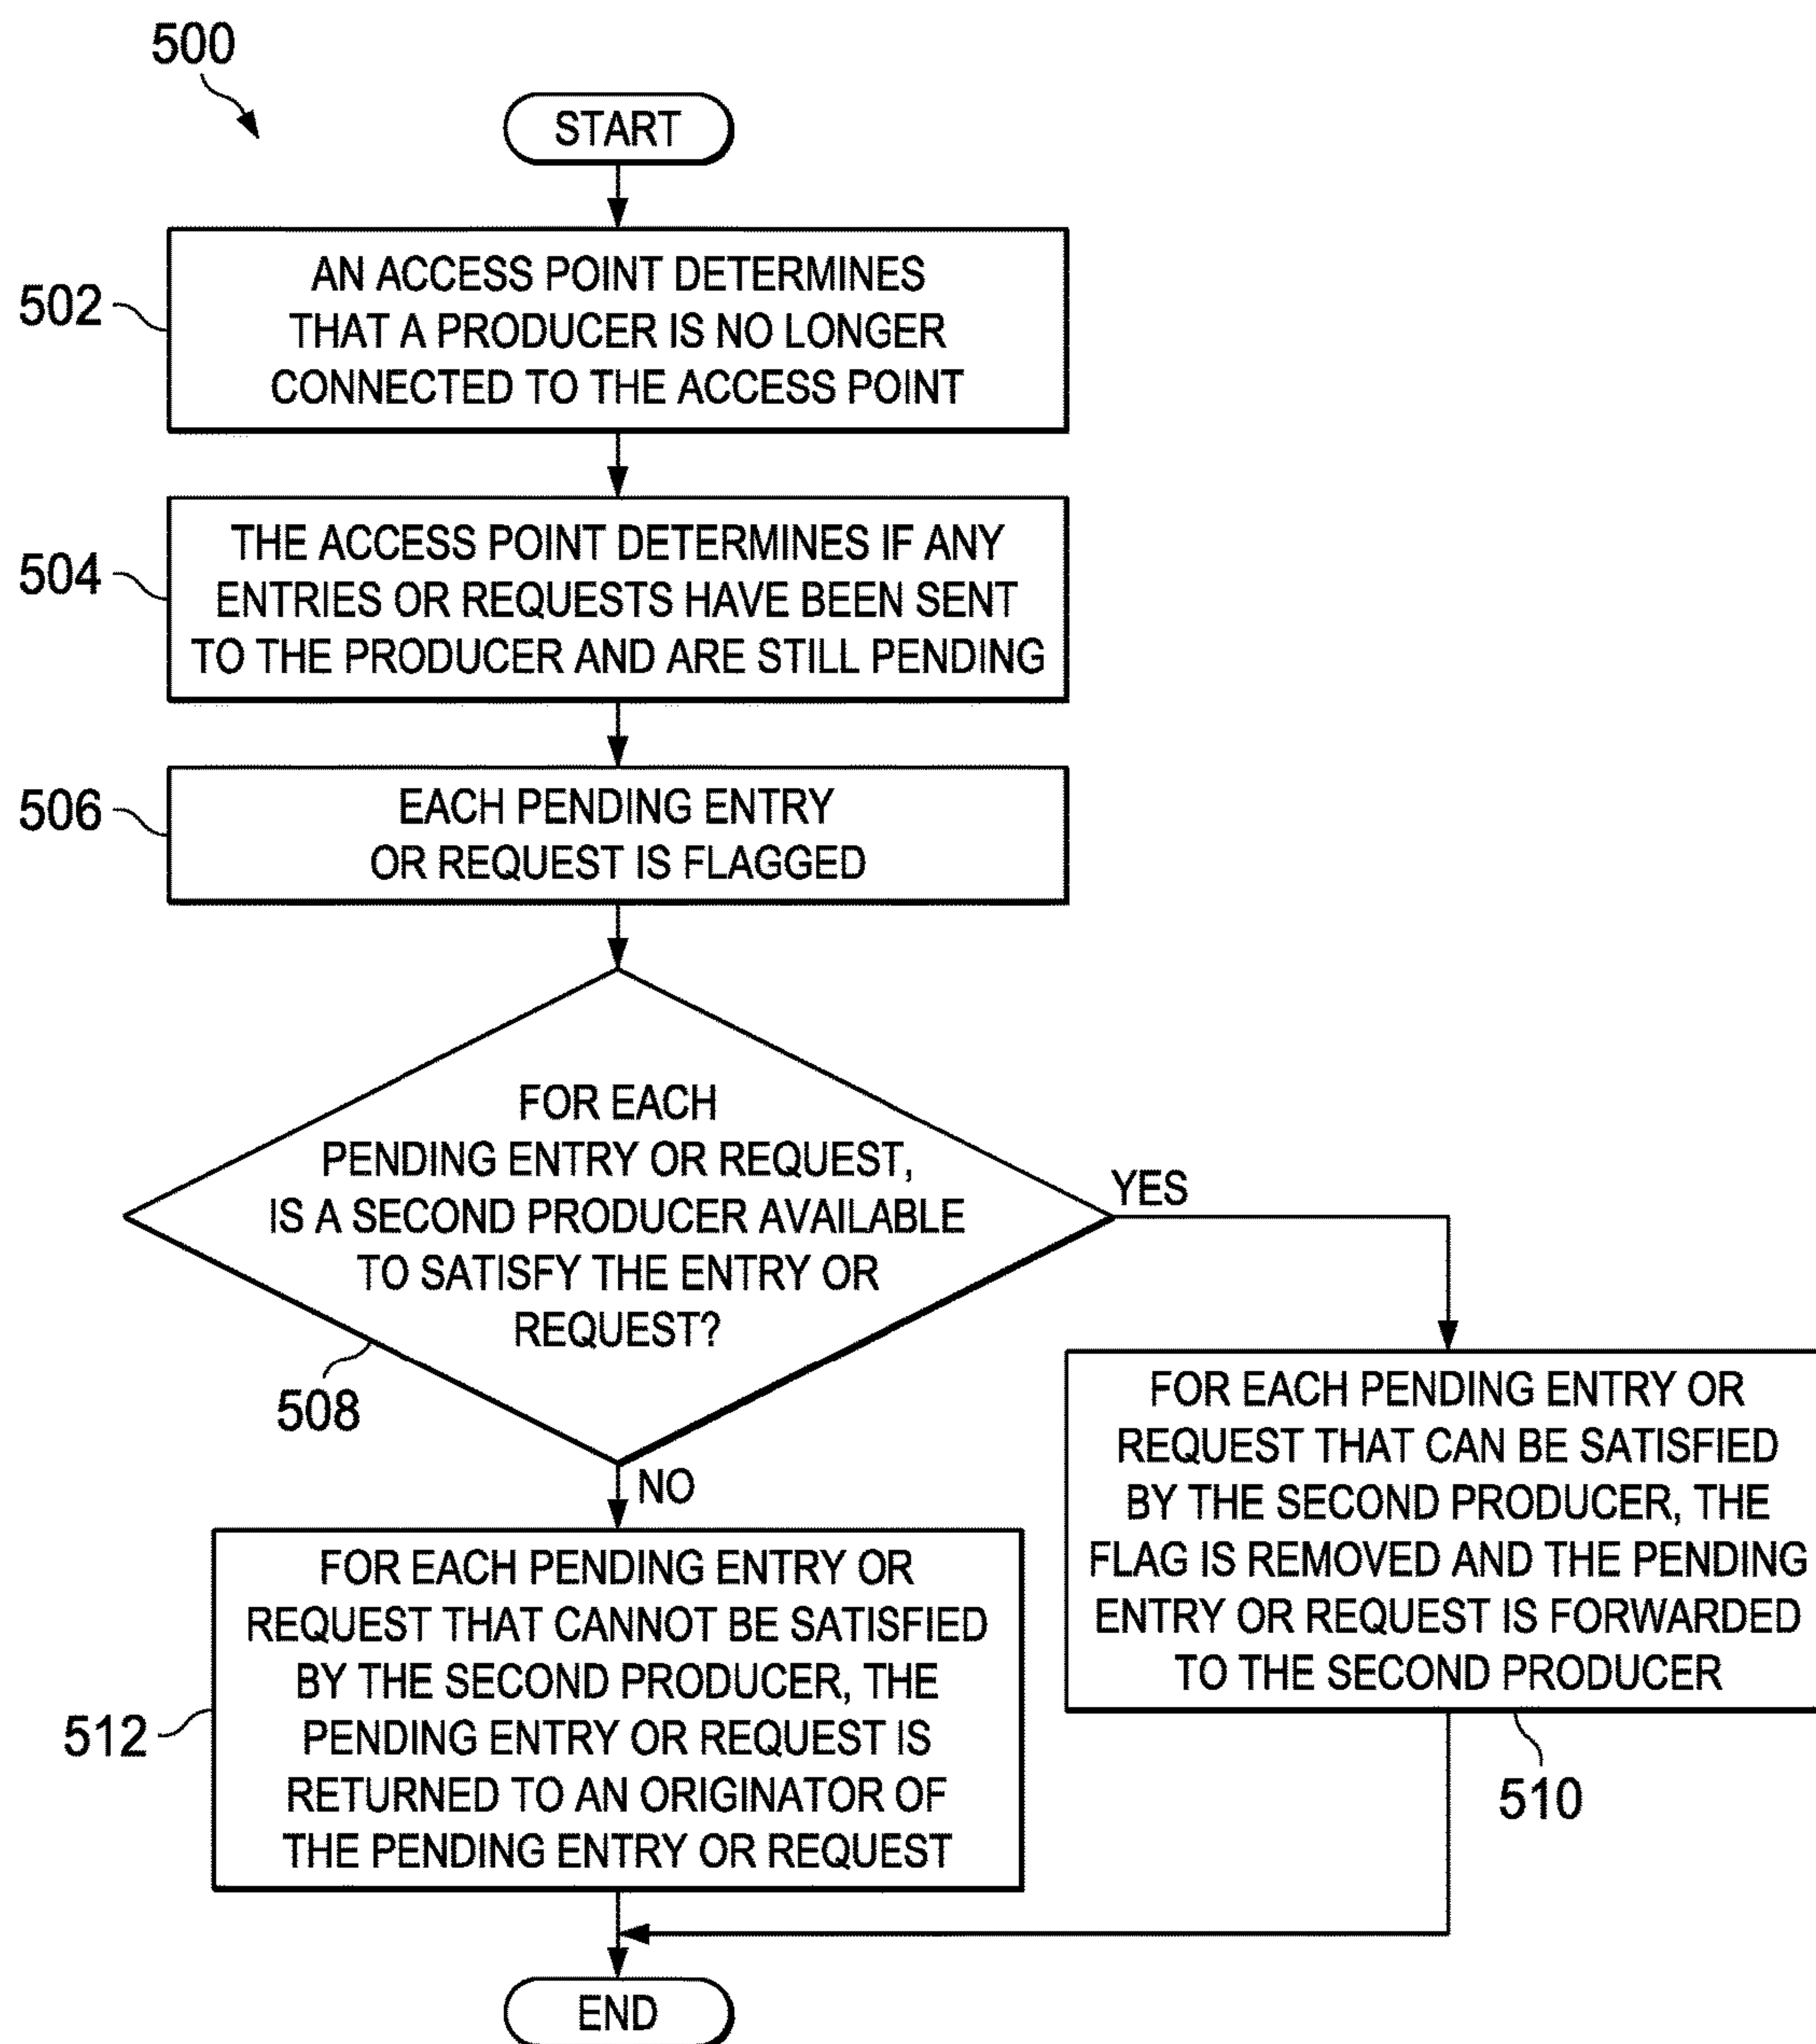 500
START
502
AN ACCESS POINT DETERMINES
THAT A PRODUCER IS NO LONGER
CONNECTED TO THE ACCESS POINT
504
THE ACCESS POINT DETERMINES IF ANY
ENTRIES OR REQUESTS HAVE BEEN SENT
TO THE PRODUCER AND ARE STILL PENDING
506
EACH PENDING ENTRY
OR REQUEST IS FLAGGED
FOR EACH
PENDING ENTRY OR REQUEST,
IS A SECOND PRODUCER AVAILABLE
TO SATISFY THE ENTRY OR
REQUEST?
508
YES
FOR EACH PENDING ENTRY OR
REQUEST THAT CAN BE SATISFIED
BY THE SECOND PRODUCER, THE
FLAG IS REMOVED AND THE PENDING
ENTRY OR REQUEST IS FORWARDED
TO THE SECOND PRODUCER
510
NO
FOR EACH PENDING ENTRY OR
REQUEST THAT CANNOT BE SATISFIED
BY THE SECOND PRODUCER, THE
PENDING ENTRY OR REQUEST IS
RETURNED TO AN ORIGINATOR OF
THE PENDING ENTRY OR REQUEST
512
END